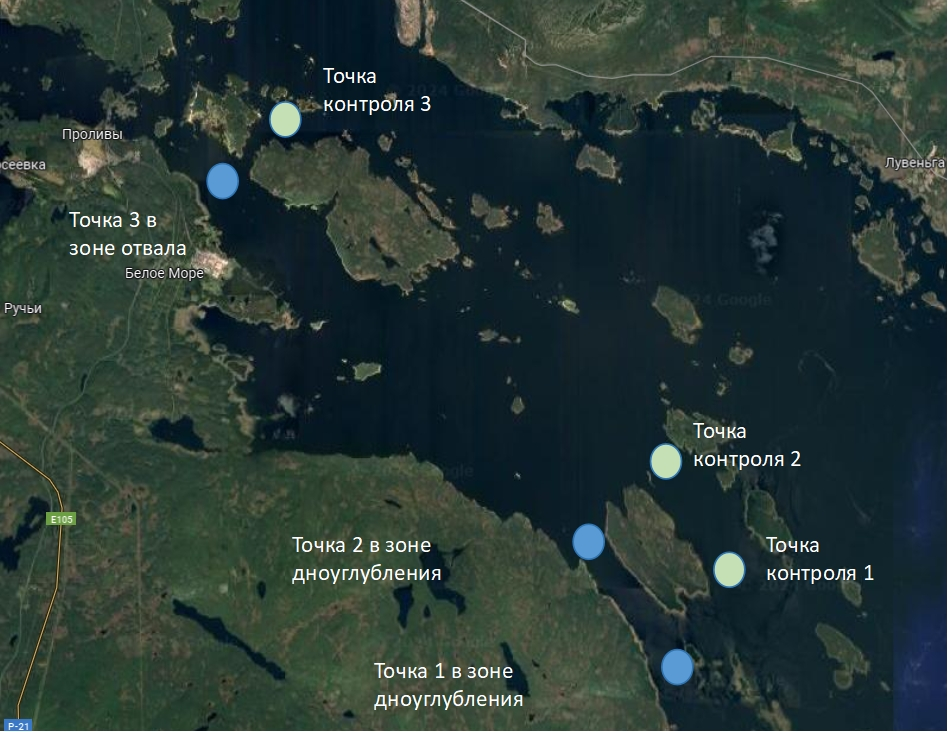 Точка
контроля 3
Проливы
сеевка
Лувеньга
Точка 3 в
зоне отвала
Белое Море
Ручьи
Точка
контроля 2
E105
Точка 2 в зоне
дноуглубления
Точка
контроля 1
Точка 1 в зоне
дноуглубления
P-21